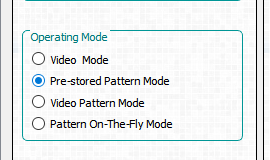 Operating Mode
Video Mode
Pre-stored Pattern Mode
Video Pattern Mode
Pattern On-The-Fly Mode